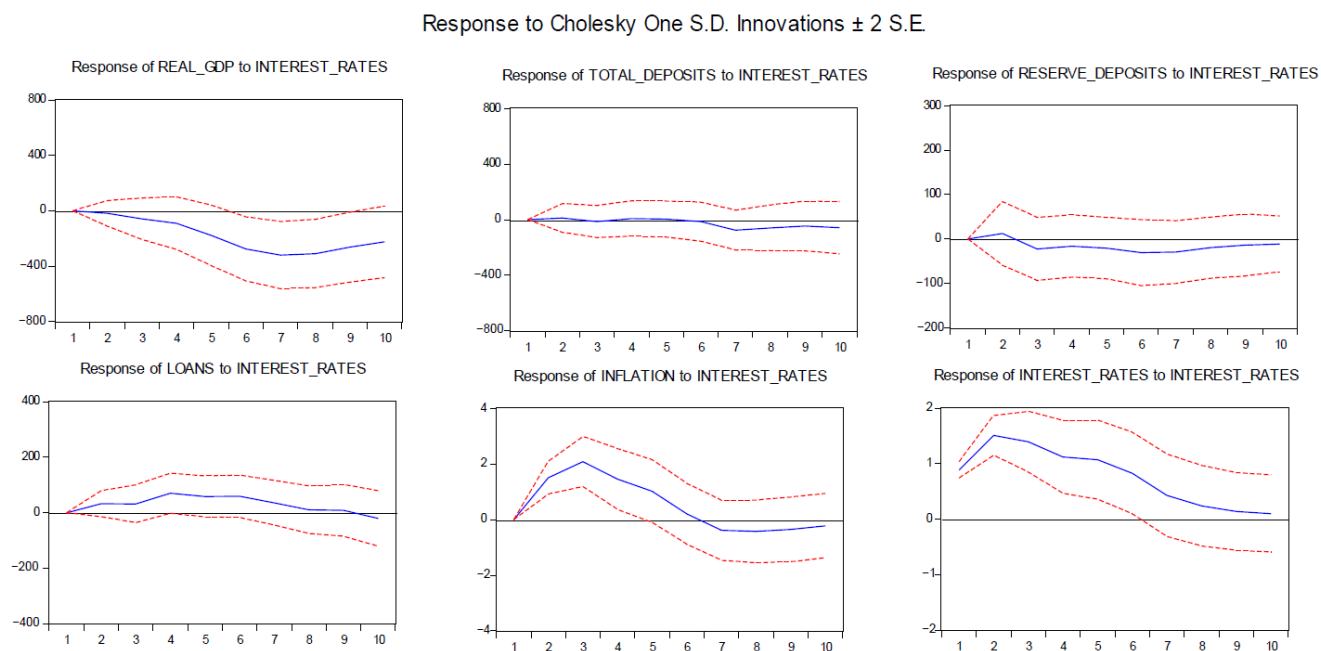 Response to Cholesky One S.D. Innovations ± 2 S.E.
Response of REAL_GDP to INTEREST_RATES
800
400
0
−400
−800
1 2 3 4 5 6 7 8 9 10
Response of TOTAL_DEPOSITS to INTEREST_RATES
800
400
0
−400
−800
1 2 3 4 5 6 7 8 9 10
Response of RESERVE_DEPOSITS to INTEREST_RATES
300
200
100
0
−100
−200
1 2 3 4 5 6 7 8 9 10
Response of LOANS to INTEREST_RATES
400
200
0
−200
−400
1 2 3 4 5 6 7 8 9 10
Response of INFLATION to INTEREST_RATES
4
2
0
−2
−4
1 2 3 4 5 6 7 8 9 10
Response of INTEREST_RATES to INTEREST_RATES
2
1
0
−1
−2
1 2 3 4 5 6 7 8 9 10